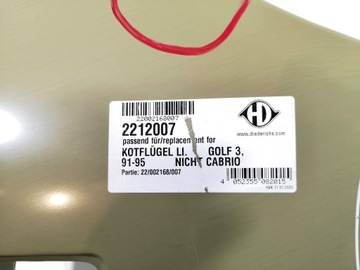 22002168007
2212007
passend für/replacement for
KOTFLÜGEL LI. GOLF 3,
91-95 NICHT CABRIO
Partie: 22/002168/007
HD
www.diederichs.com
4 052355 082015